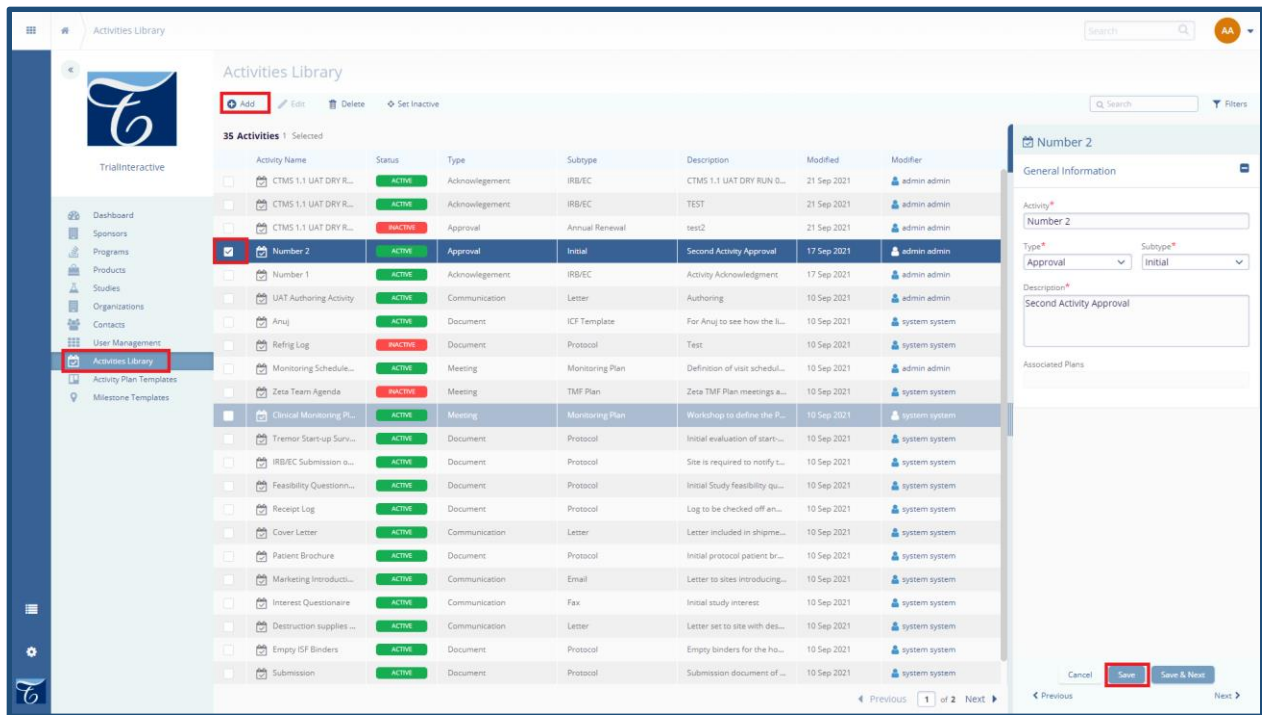 Activities Library
Search
AA
TrialInteractive
Dashboard
Sponsors
Programs
Products
Studies
Organizations
Contacts
User Management
Activities Library
Activity Plan Templates
Milestone Templates
Activities Library
Add Edit Delete Set Inactive
Search Filters
35 Activities 1 Selected
Activity Name Status Type Subtype Description Modified Modifier
CTMS 1.1 UAT DRY R... ACTIVE Acknowlegement IRB/EC CTMS 1.1 UAT DRY RUN 0... 21 Sep 2021 admin admin
CTMS 1.1 UAT DRY R... ACTIVE Acknowlegement IRB/EC TEST 21 Sep 2021 admin admin
CTMS 1.1 UAT DRY R... INACTIVE Approval Annual Renewal test2 21 Sep 2021 admin admin
Number 2 ACTIVE Approval Initial Second Activity Approval 17 Sep 2021 admin admin
Number 1 ACTIVE Acknowlegement IRB/EC Activity Acknowledgment 17 Sep 2021 admin admin
UAT Authoring Activity ACTIVE Communication Letter Authoring 10 Sep 2021 admin admin
Anuj ACTIVE Document ICF Template For Anuj to see how the li... 10 Sep 2021 system system
Refrig Log INACTIVE Document Protocol Test 10 Sep 2021 system system
Monitoring Schedule... ACTIVE Meeting Monitoring Plan Definition of visit schedul... 10 Sep 2021 admin admin
Zeta Team Agenda INACTIVE Meeting TMF Plan Zeta TMF Plan meetings a... 10 Sep 2021 system system
Clinical Monitoring Pl... ACTIVE Meeting Monitoring Plan Workshop to define the P... 10 Sep 2021 system system
Tremor Start-up Surv... ACTIVE Document Protocol Initial evaluation of start-... 10 Sep 2021 system system
IRB/EC Submission o... ACTIVE Document Protocol Site is required to notify t... 10 Sep 2021 system system
Feasibility Questionn... ACTIVE Document Protocol Initial Study feasibility qu... 10 Sep 2021 system system
Receipt Log ACTIVE Document Protocol Log to be checked off an... 10 Sep 2021 system system
Cover Letter ACTIVE Communication Letter Letter included in shipme... 10 Sep 2021 system system
Patient Brochure ACTIVE Document Protocol Initial protocol patient br... 10 Sep 2021 system system
Marketing Introducti... ACTIVE Communication Email Letter to sites introducing... 10 Sep 2021 system system
Interest Questionaire ACTIVE Communication Fax Initial study interest 10 Sep 2021 system system
Destruction supplies ... ACTIVE Communication Letter Letter set to site with des... 10 Sep 2021 system system
Empty ISF Binders ACTIVE Document Protocol Empty binders for the ho... 10 Sep 2021 system system
Submission ACTIVE Document Protocol Submission document of ... 10 Sep 2021 system system
Previous 1 of 2 Next
Number 2
General Information
Activity*
Number 2
Type* Subtype*
Approval Initial
Description*
Second Activity Approval
Associated Plans
Cancel Save Save & Next
Previous Next